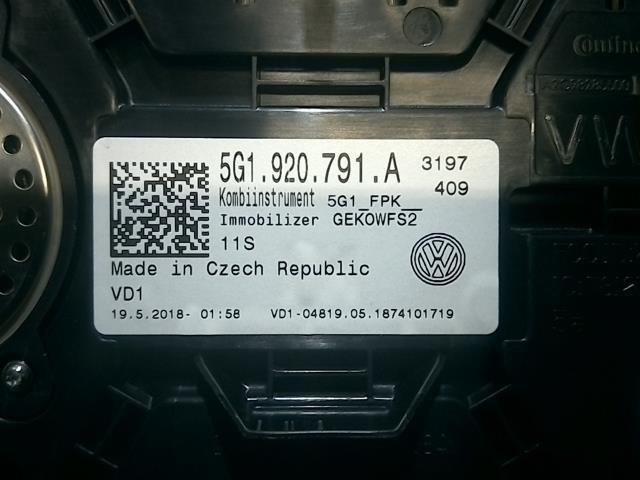 5G1.920.791.A 3197
409
Kombiinstrument 5G1_FPK__
Immobilizer GEKOWFS2
11S
Made in Czech Republic
VD1
19.5.2018- 01:58 VD1-04819.05.1874101719
VW